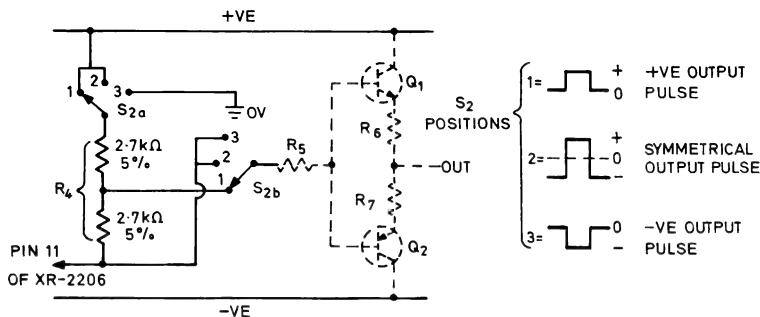 +VE
1
2
3
S2a
0V
2·7kΩ
5%
R4
2·7kΩ
5%
3
2
1
S2b
R5
Q1
R6
OUT
R7
Q2
PIN 11
OF XR-2206
-VE
S2
POSITIONS
1=
+
0
+VE OUTPUT
PULSE
2=
+
0
-
SYMMETRICAL
OUTPUT PULSE
3=
0
-
-VE OUTPUT
PULSE